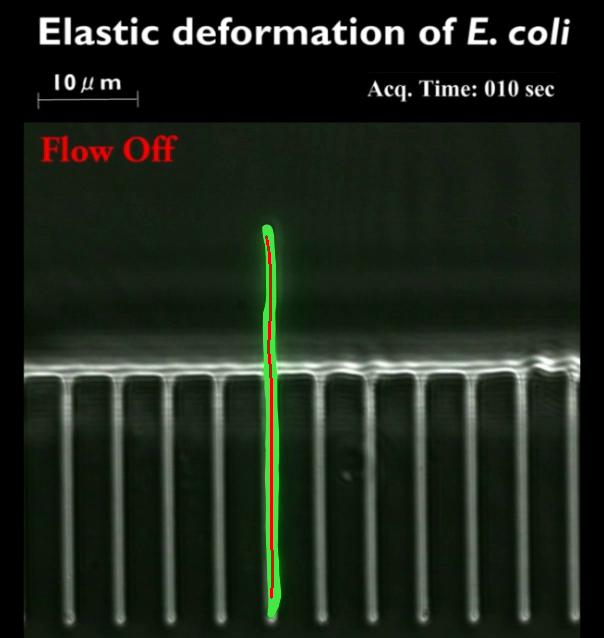 Elastic deformation of E. coli
10 μm
Acq. Time: 010 sec
Flow Off